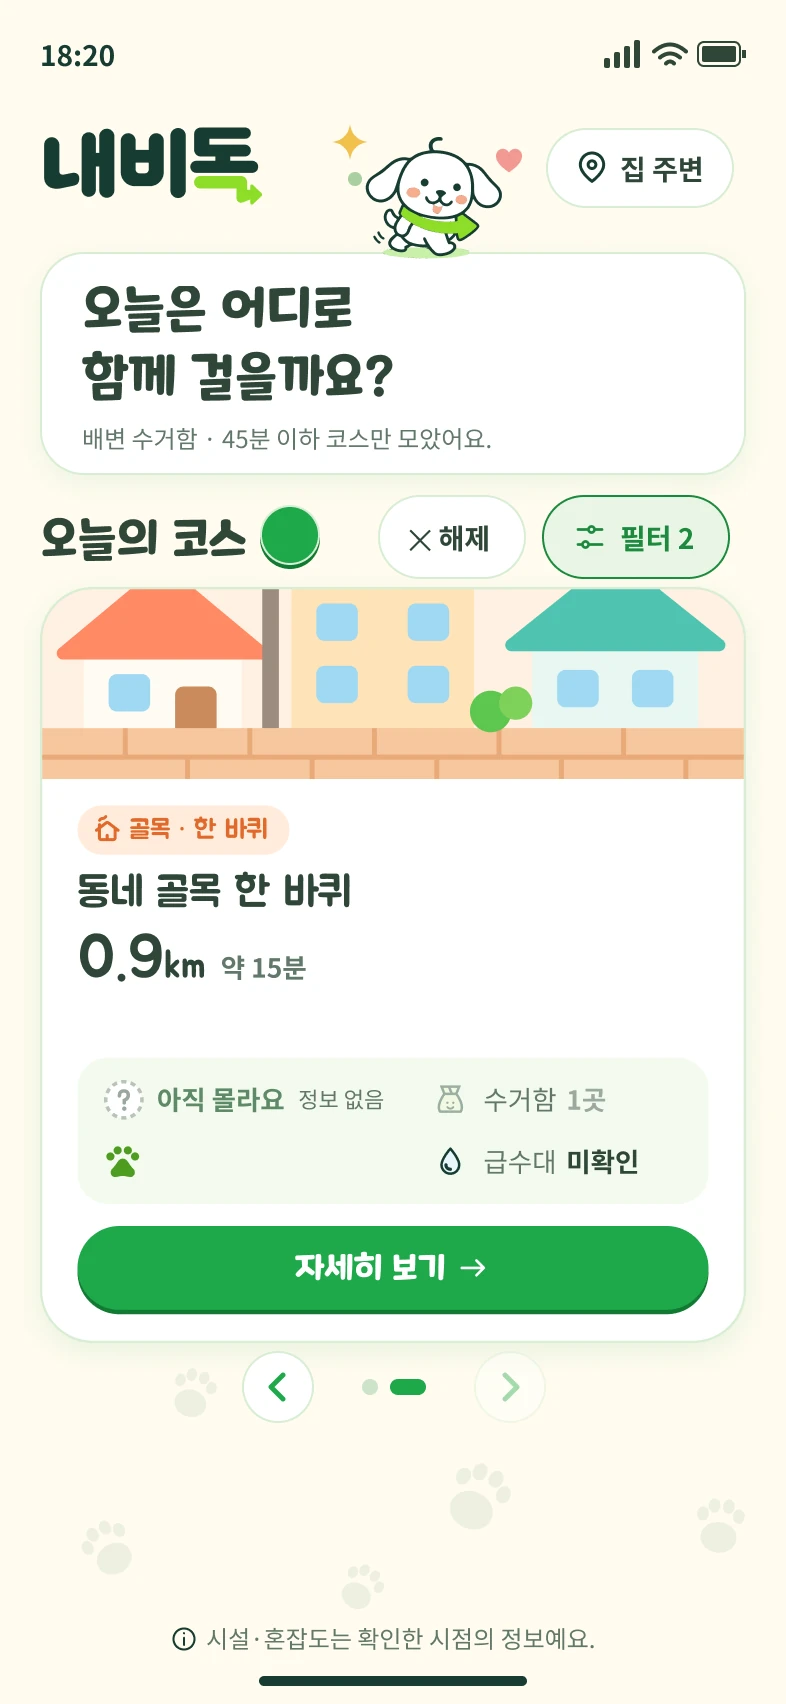 18:20
내비독
집 주변
오늘은 어디로
함께 걸을까요?
배변 수거함 · 45분 이하 코스만 모았어요.
오늘의 코스
해제
필터 2
골목 · 한 바퀴
동네 골목 한 바퀴
0.9km 약 15분
? 아직 몰라요 정보 없음
수거함 1곳
급수대 미확인
자세히 보기 →
시설·혼잡도는 확인한 시점의 정보예요.